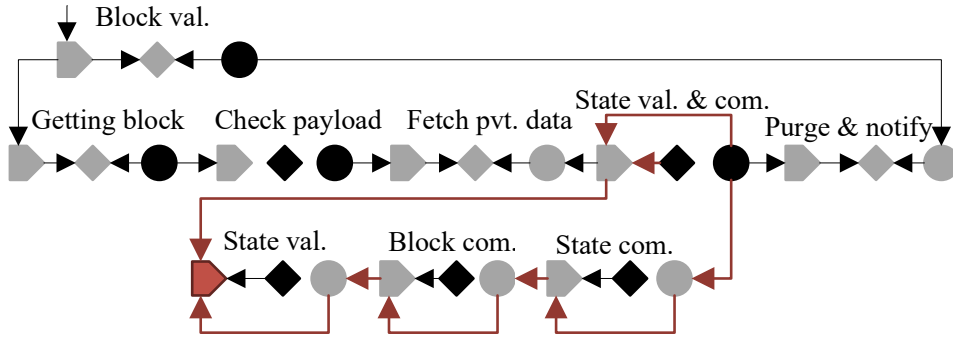 Block val.
Getting block
Check payload
Fetch pvt. data
State val. & com.
Purge & notify
State val.
Block com.
State com.